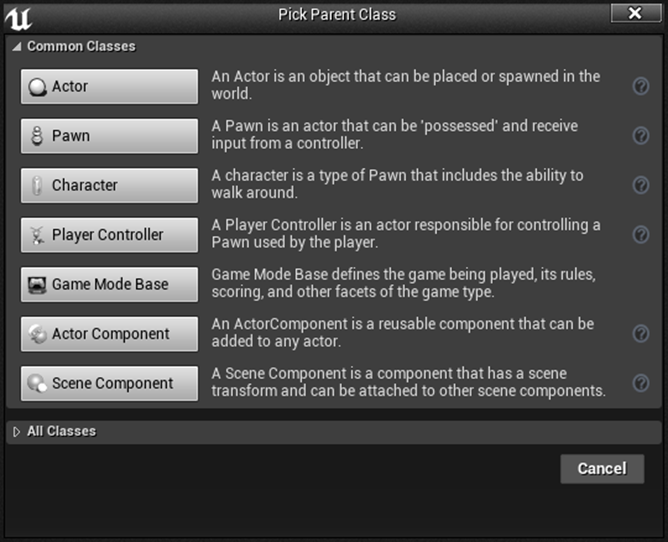 Pick Parent Class
Common Classes
Actor
An Actor is an object that can be placed or spawned in the
world.
Pawn
A Pawn is an actor that can be 'possessed' and receive
input from a controller.
Character
A character is a type of Pawn that includes the ability to
walk around.
Player Controller
A Player Controller is an actor responsible for controlling a
Pawn used by the player.
Game Mode Base
Game Mode Base defines the game being played, its rules,
scoring, and other facets of the game type.
Actor Component
An ActorComponent is a reusable component that can be
added to any actor.
Scene Component
A Scene Component is a component that has a scene
transform and can be attached to other scene components.
All Classes
Cancel